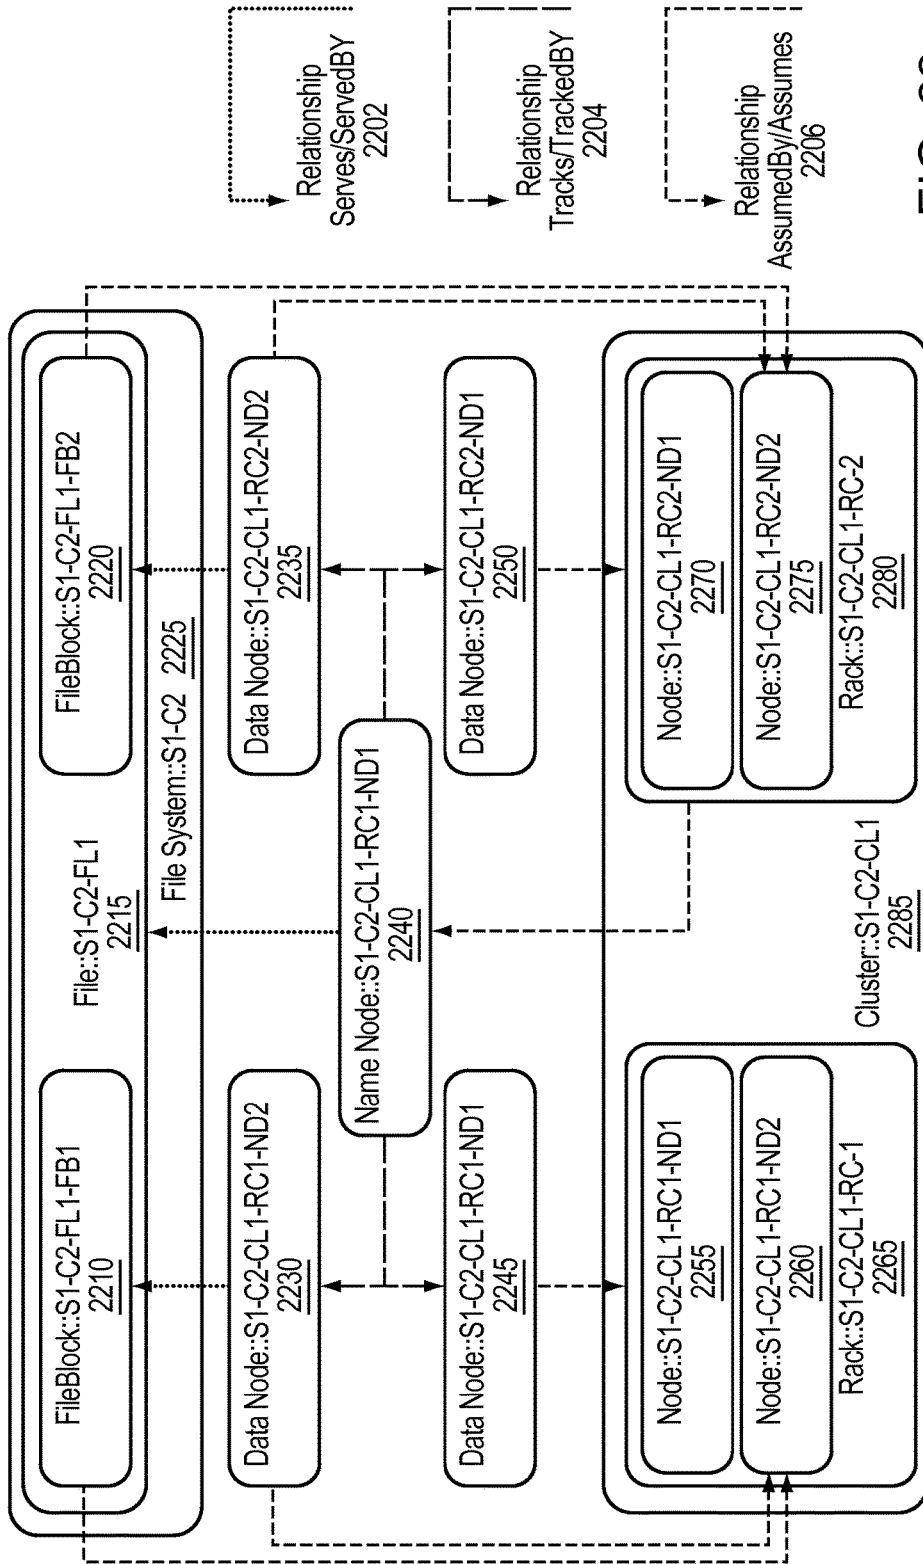 FileBlock::S1-C2-FL1-FB1
2210
File::S1-C2-FL1
2215
FileBlock::S1-C2-FL1-FB2
2220
File System::S1-C2 2225
Data Node::S1-C2-CL1-RC1-ND2
2230
Data Node::S1-C2-CL1-RC2-ND2
2235
Name Node::S1-C2-CL1-RC1-ND1
2240
Data Node::S1-C2-CL1-RC1-ND1
2245
Data Node::S1-C2-CL1-RC2-ND1
2250
Node::S1-C2-CL1-RC1-ND1
2255
Node::S1-C2-CL1-RC1-ND2
2260
Rack::S1-C2-CL1-RC-1
2265
Node::S1-C2-CL1-RC2-ND1
2270
Node::S1-C2-CL1-RC2-ND2
2275
Rack::S1-C2-CL1-RC-2
2280
Cluster::S1-C2-CL1
2285
Relationship
Serves/ServedBY
2202
Relationship
Tracks/TrackedBY
2204
Relationship
AssumedBy/Assumes
2206